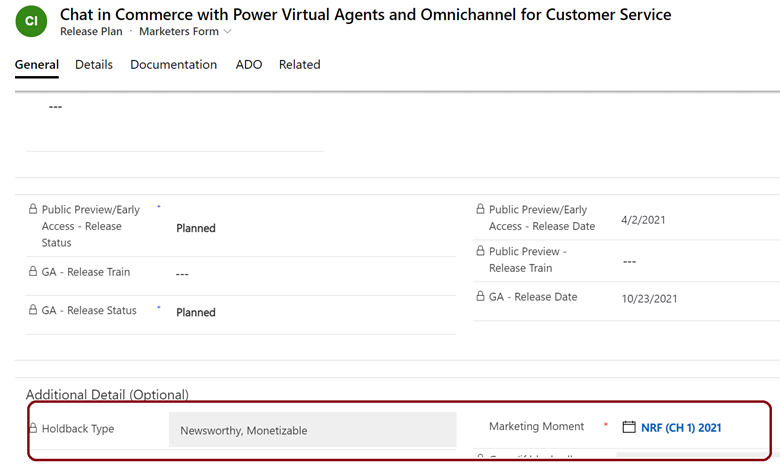 CI
Chat in Commerce with Power Virtual Agents and Omnichannel for Customer Service
Release Plan · Marketers Form
General Details Documentation ADO Related
---
Public Preview/Early Access - Release Status * Planned
Public Preview/Early Access - Release Date 4/2/2021
GA - Release Train ---
Public Preview - Release Train ---
GA - Release Status * Planned
GA - Release Date 10/23/2021
Additional Detail (Optional)
Holdback Type Newsworthy, Monetizable
Marketing Moment * NRF (CH 1) 2021